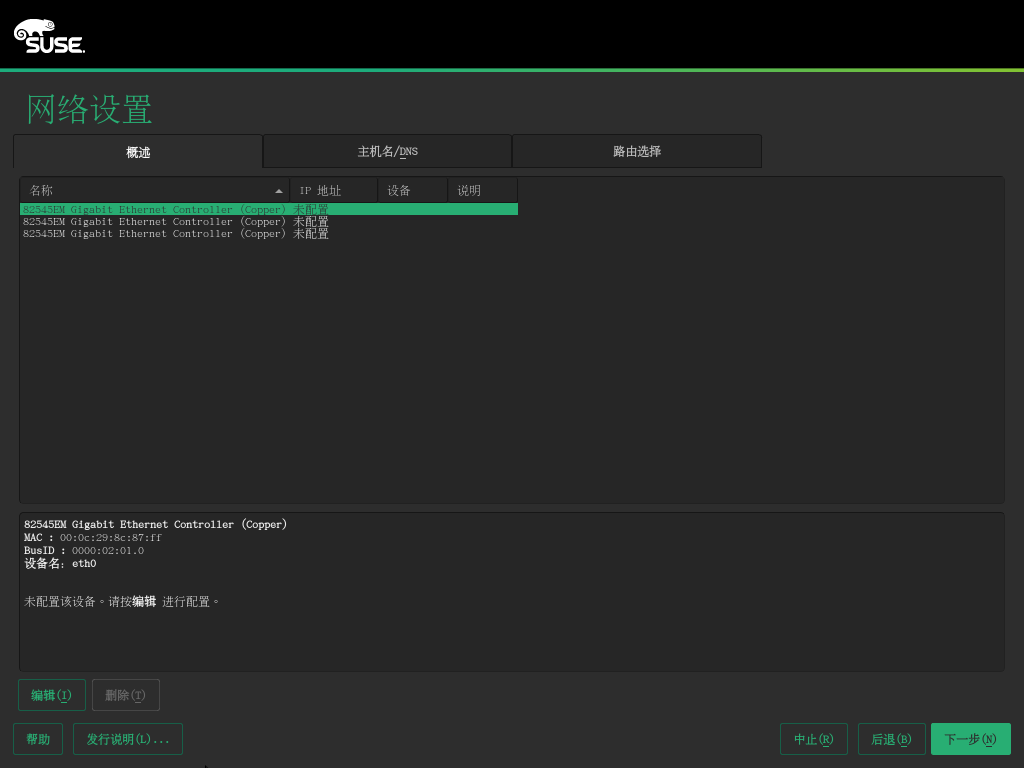 SUSE.
网络设置
概述 主机名/DNS 路由选择
名称 IP 地址 设备 说明
82545EM Gigabit Ethernet Controller (Copper) 未配置
82545EM Gigabit Ethernet Controller (Copper) 未配置
82545EM Gigabit Ethernet Controller (Copper) 未配置
82545EM Gigabit Ethernet Controller (Copper)
MAC : 00:0c:29:8c:87:ff
BusID : 0000:02:01.0
设备名: eth0
未配置该设备。请按编辑 进行配置。
编辑(I) 删除(T)
帮助 发行说明(L)... 中止(R) 后退(B) 下一步(N)